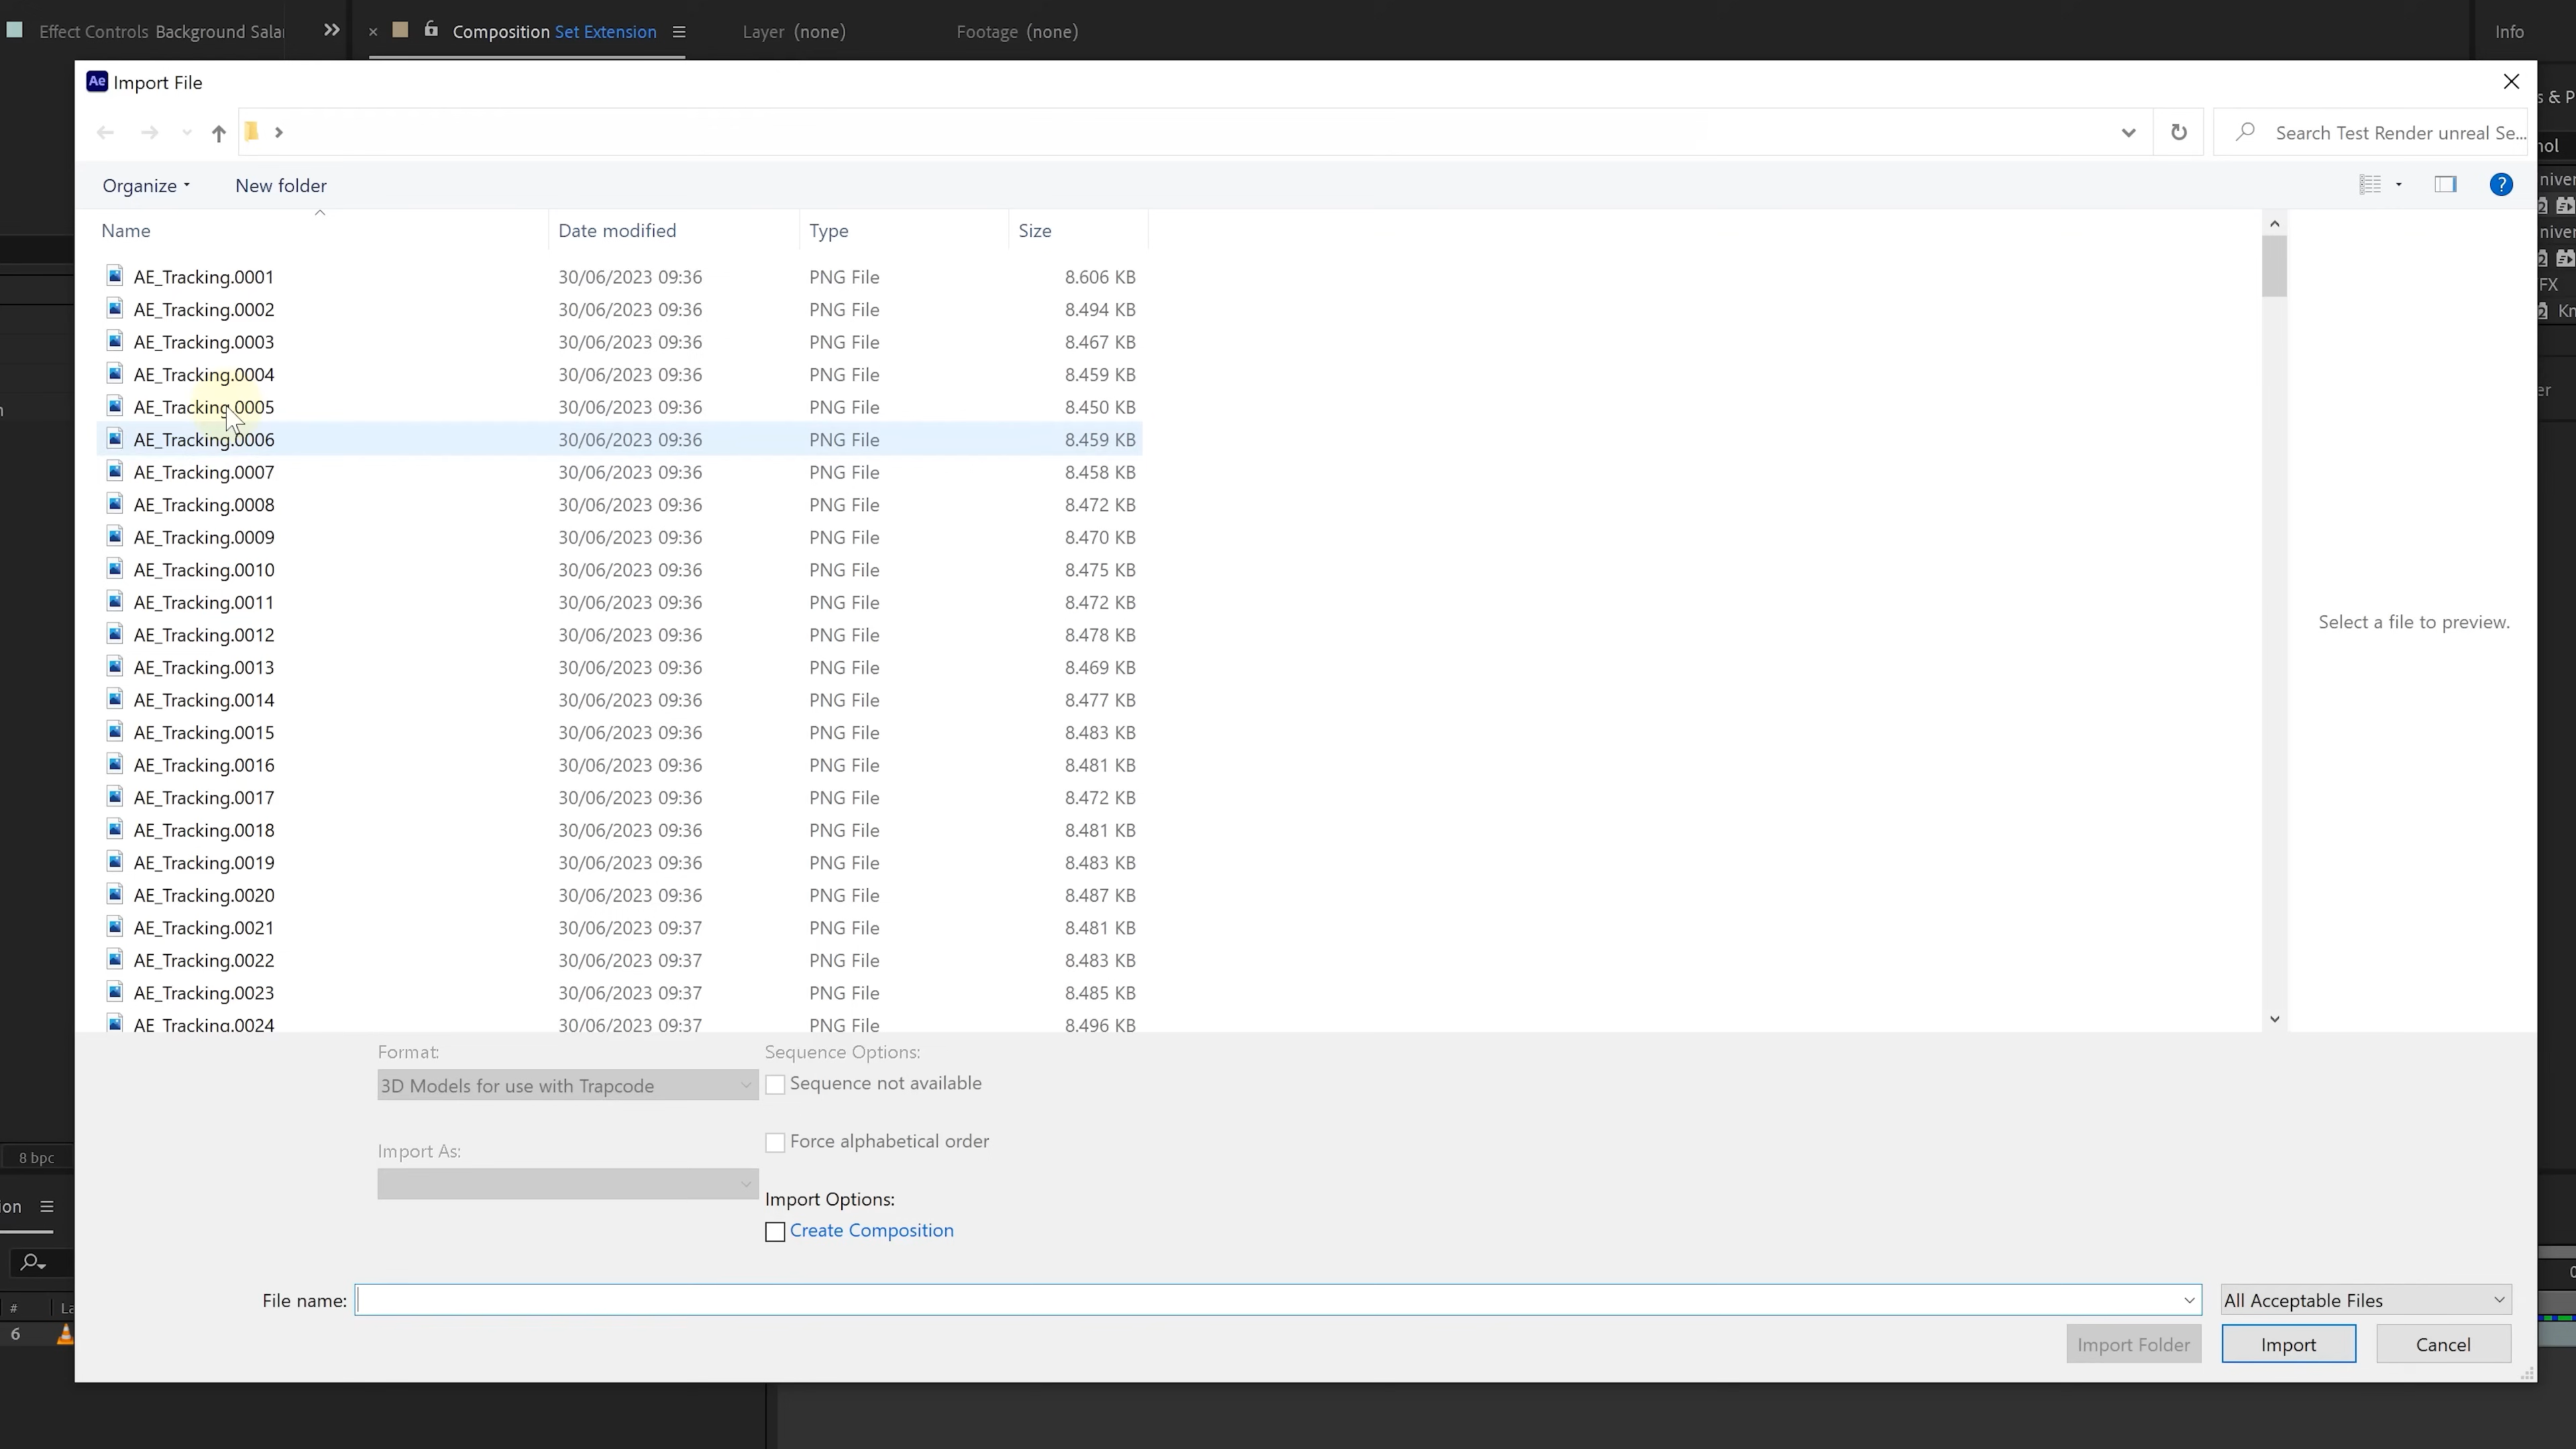 Effect Controls Background Salar
Composition Set Extension
Layer (none)
Footage (none)
Info
Ae Import File
Search Test Render unreal Se...
Organize
New folder
?
Name Date modified Type Size
AE_Tracking.0001 30/06/2023 09:36 PNG File 8.606 KB
AE_Tracking.0002 30/06/2023 09:36 PNG File 8.494 KB
AE_Tracking.0003 30/06/2023 09:36 PNG File 8.467 KB
AE_Tracking.0004 30/06/2023 09:36 PNG File 8.459 KB
AE_Tracking.0005 30/06/2023 09:36 PNG File 8.450 KB
AE_Tracking.0006 30/06/2023 09:36 PNG File 8.459 KB
AE_Tracking.0007 30/06/2023 09:36 PNG File 8.458 KB
AE_Tracking.0008 30/06/2023 09:36 PNG File 8.472 KB
AE_Tracking.0009 30/06/2023 09:36 PNG File 8.470 KB
AE_Tracking.0010 30/06/2023 09:36 PNG File 8.475 KB
AE_Tracking.0011 30/06/2023 09:36 PNG File 8.472 KB
AE_Tracking.0012 30/06/2023 09:36 PNG File 8.478 KB
AE_Tracking.0013 30/06/2023 09:36 PNG File 8.469 KB
AE_Tracking.0014 30/06/2023 09:36 PNG File 8.477 KB
AE_Tracking.0015 30/06/2023 09:36 PNG File 8.483 KB
AE_Tracking.0016 30/06/2023 09:36 PNG File 8.481 KB
AE_Tracking.0017 30/06/2023 09:36 PNG File 8.472 KB
AE_Tracking.0018 30/06/2023 09:36 PNG File 8.481 KB
AE_Tracking.0019 30/06/2023 09:36 PNG File 8.483 KB
AE_Tracking.0020 30/06/2023 09:36 PNG File 8.487 KB
AE_Tracking.0021 30/06/2023 09:37 PNG File 8.481 KB
AE_Tracking.0022 30/06/2023 09:37 PNG File 8.483 KB
AE_Tracking.0023 30/06/2023 09:37 PNG File 8.485 KB
AE_Tracking.0024 30/06/2023 09:37 PNG File 8.496 KB
Select a file to preview.
Format:
3D Models for use with Trapcode
Import As:
Sequence Options:
Sequence not available
Force alphabetical order
Import Options:
Create Composition
File name:
All Acceptable Files
Import Folder
Import
Cancel
8 bpc
ion
#
La
6
s & P
nol
niver
niver
FX
Kn
er